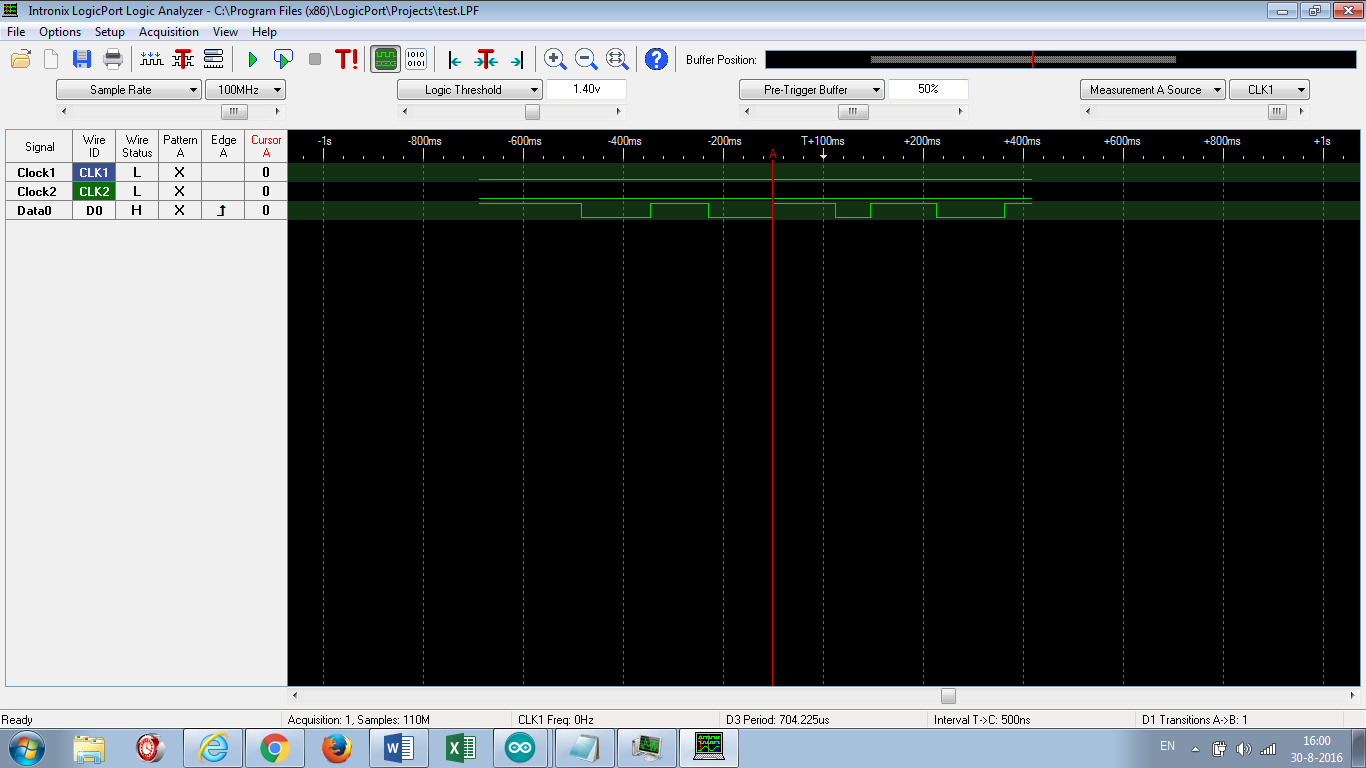 Intronix LogicPort Logic Analyzer - C:\Program Files (x86)\LogicPort\Projects\test.LPF
File Options Setup Acquisition View Help
T! 1010 0101 T ? Buffer Position:
Sample Rate 100MHz Logic Threshold 1.40v Pre-Trigger Buffer 50% Measurement A Source CLK1
Signal Wire ID Wire Status Pattern A Edge A Cursor A
-1s -800ms -600ms -400ms -200ms T+100ms +200ms +400ms +600ms +800ms +1s
A
Clock1 CLK1 L X 0
Clock2 CLK2 L X 0
Data0 D0 H X 0
Ready Acquisition: 1, Samples: 110M CLK1 Freq: 0Hz D3 Period: 704.225us Interval T->C: 500ns D1 Transitions A->B: 1
EN 16:00
30-8-2016